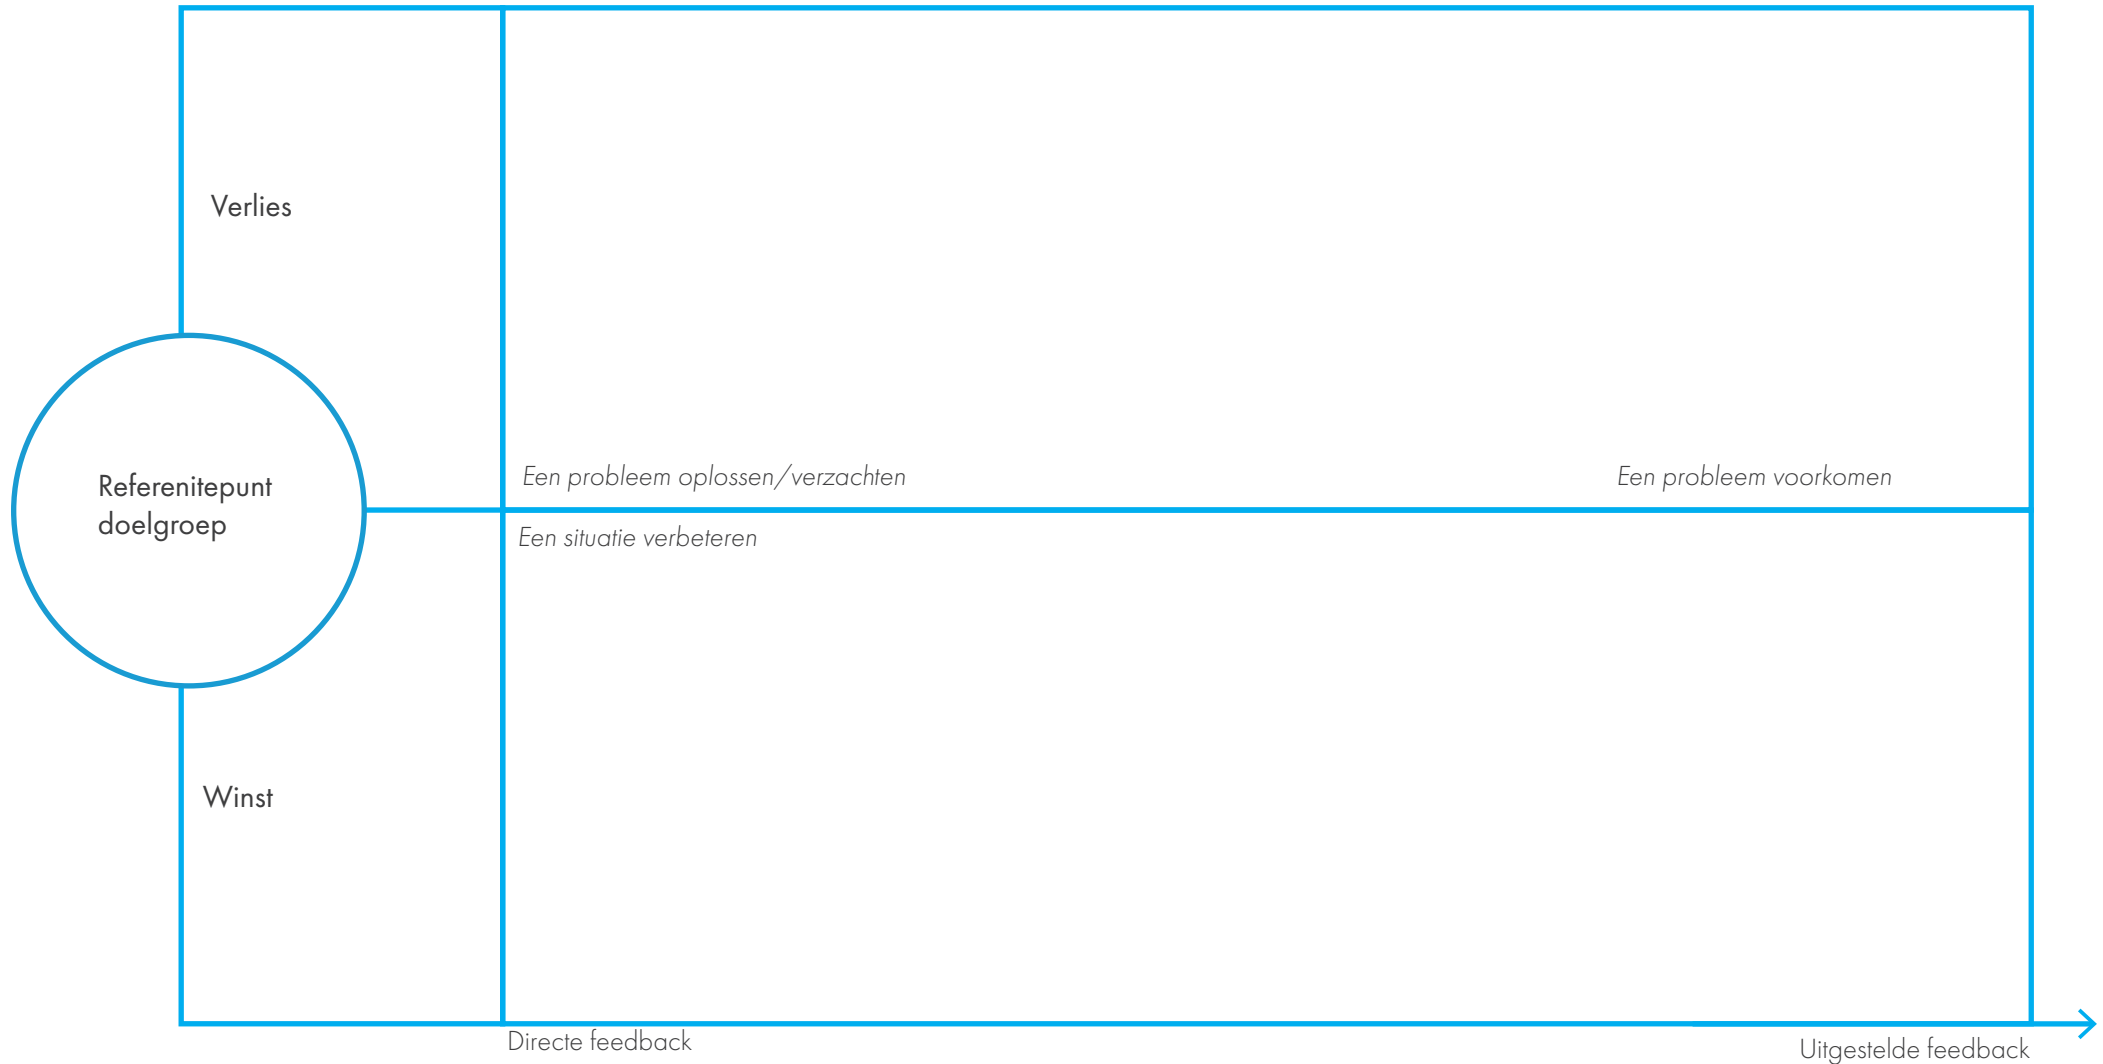 Verlies
Een probleem oplossen/verzachten
Een probleem voorkomen
Referenitepunt
doelgroep
Een situatie verbeteren
Winst
Directe feedback
Uitgestelde feedback